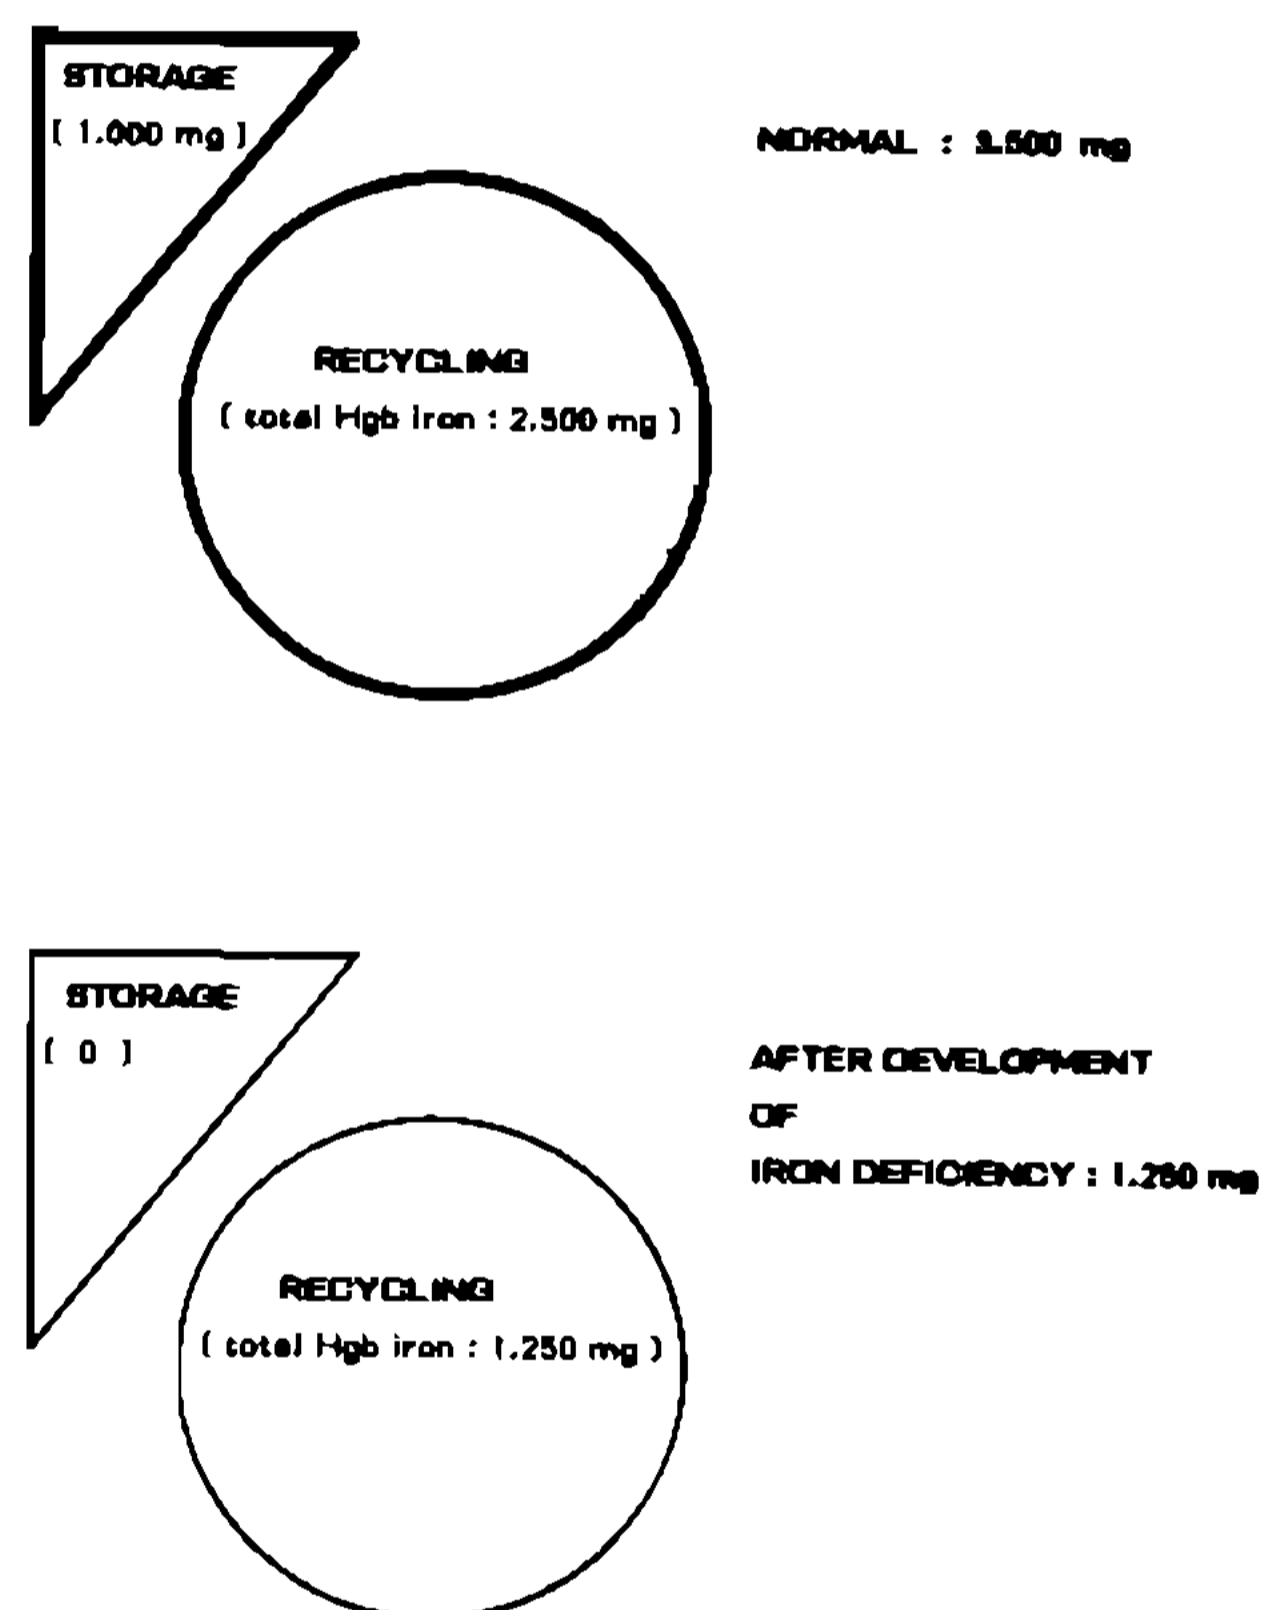 STORAGE
[ 1.000 mg ]
NORMAL : 3.500 mg
RECYCLING
( total Hgb iron : 2.500 mg )
STORAGE
[ 0 ]
AFTER DEVELOPMENT
OF
IRON DEFICIENCY : 1.250 mg
RECYCLING
( total Hgb iron : 1.250 mg )